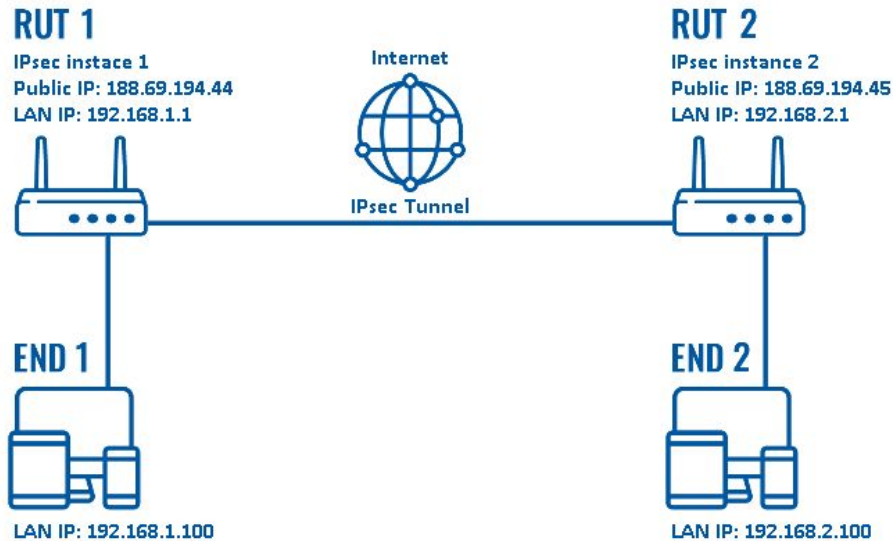 RUT 1
IPsec instace 1
Public IP: 188.69.194.44
LAN IP: 192.168.1.1
Internet
IPsec Tunnel
RUT 2
IPsec instance 2
Public IP: 188.69.194.45
LAN IP: 192.168.2.1
END 1
LAN IP: 192.168.1.100
END 2
LAN IP: 192.168.2.100